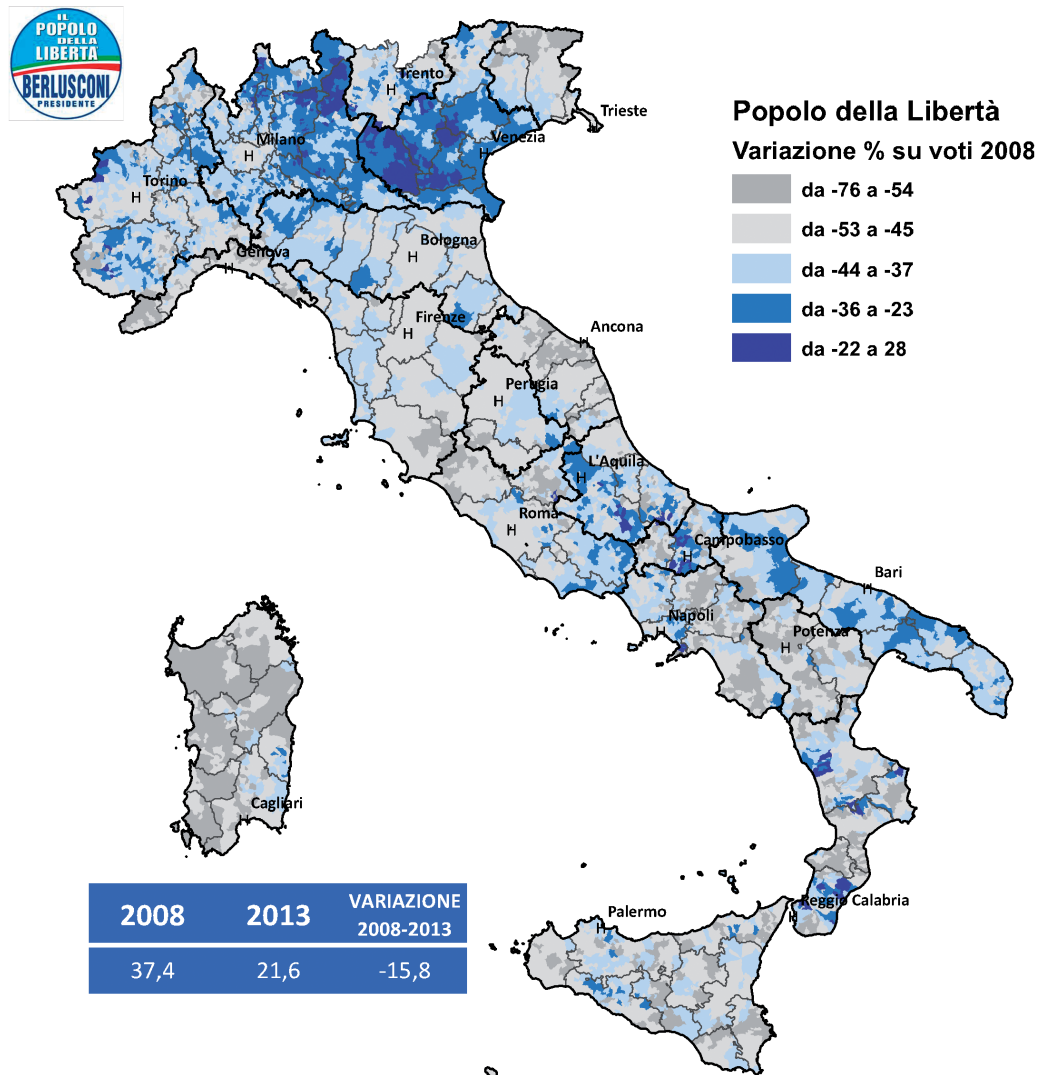 IL
POPOLO
DELLA
LIBERTÀ
BERLUSCONI
PRESIDENTE
Trento
H
Trieste
H
Venezia
H
Milano
H
Torino
H
Bologna
H
Genova
H
Firenze
H
Ancona
H
Perugia
H
L'Aquila
H
Roma
H
Campobasso
H
Bari
H
Napoli
H
Potenza
H
Cagliari
H
Reggio Calabria
H
Palermo
H
Popolo della Libertà
Variazione % su voti 2008
da -76 a -54
da -53 a -45
da -44 a -37
da -36 a -23
da -22 a 28
2008 2013 VARIAZIONE 2008-2013
37,4 21,6 -15,8